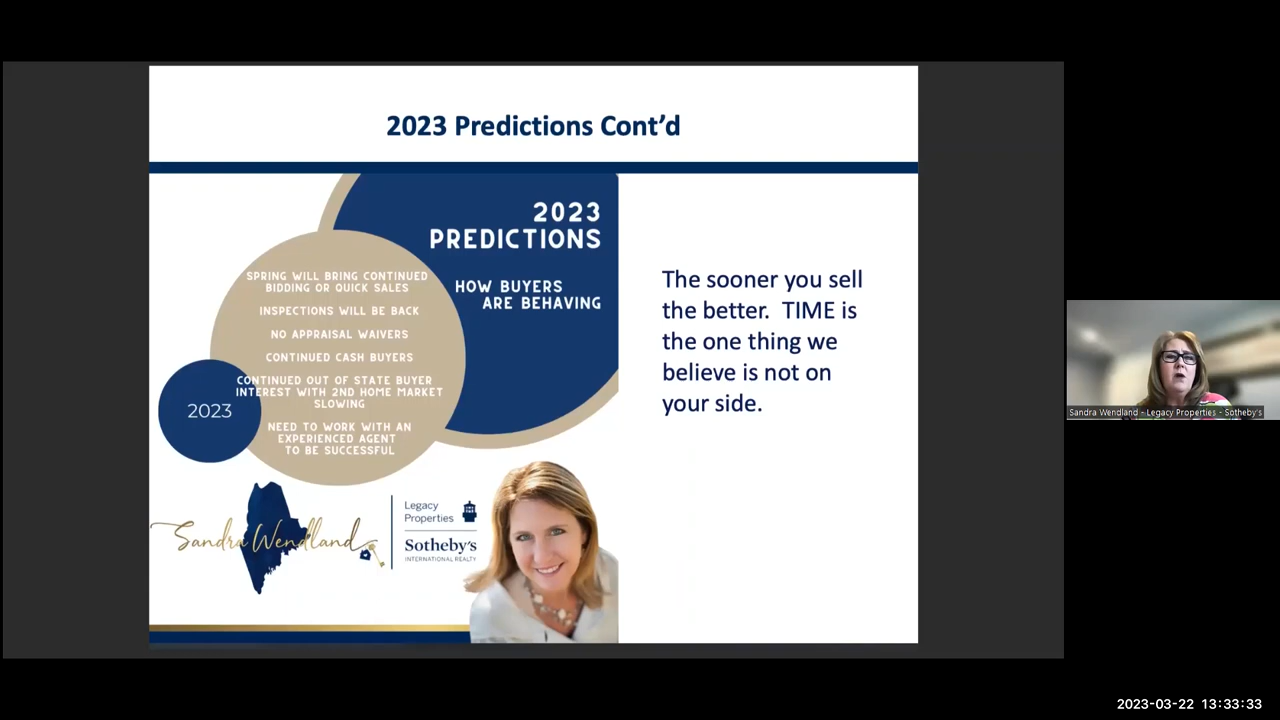 2023 Predictions Cont'd
2023
PREDICTIONS
HOW BUYERS
ARE BEHAVING
SPRING WILL BRING CONTINUED
BIDDING OR QUICK SALES
INSPECTIONS WILL BE BACK
NO APPRAISAL WAIVERS
CONTINUED CASH BUYERS
CONTINUED OUT OF STATE BUYER
INTEREST WITH 2ND HOME MARKET
SLOWING
NEED TO WORK WITH AN
EXPERIENCED AGENT
TO BE SUCCESSFUL
2023
The sooner you sell
the better.  TIME is
the one thing we
believe is not on
your side.
Sandra Wendland
Legacy
Properties
Sotheby's
INTERNATIONAL REALTY
Sandra Wendland - Legacy Properties - Sotheby's
2023-03-22 13:33:33